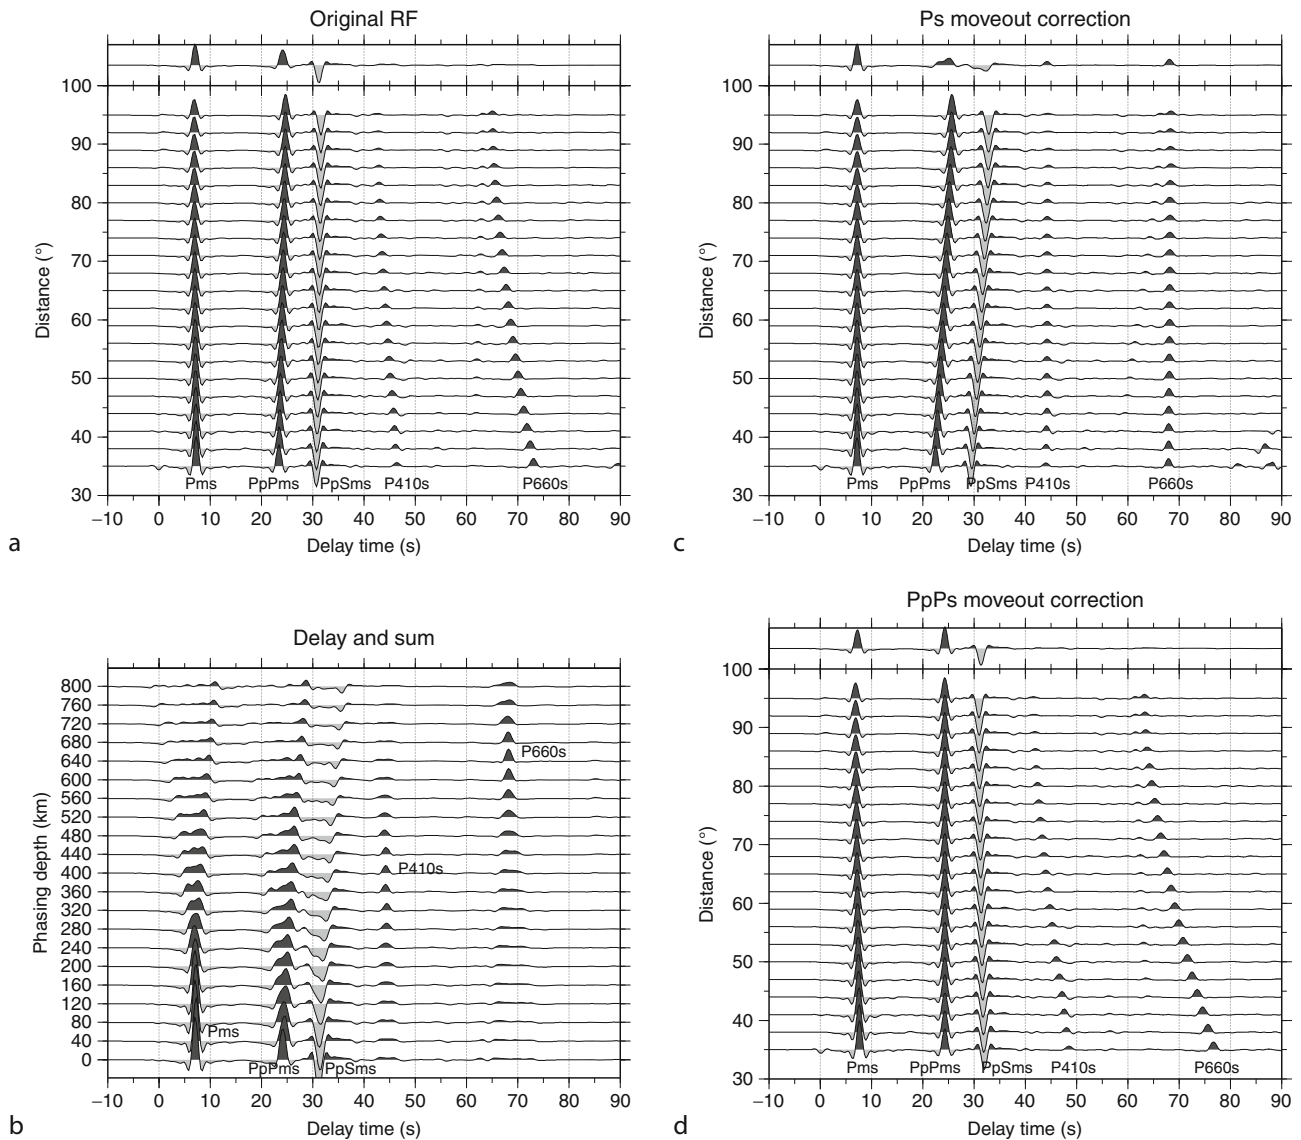 Original RF
100
90
80
70
60
50
40
30
Distance (°)
Pms PpPms PpSms P410s P660s
−10 0 10 20 30 40 50 60 70 80 90
Delay time (s)
a
Ps moveout correction
100
90
80
70
60
50
40
30
Distance (°)
Pms PpPms PpSms P410s P660s
−10 0 10 20 30 40 50 60 70 80 90
Delay time (s)
c
Delay and sum
800
760
720
680
640
600
560
520
480
440
400
360
320
280
240
200
160
120
80
40
0
Phasing depth (km)
P660s
P410s
Pms
PpPms PpSms
−10 0 10 20 30 40 50 60 70 80 90
Delay time (s)
b
PpPs moveout correction
100
90
80
70
60
50
40
30
Distance (°)
Pms PpPms PpSms P410s P660s
−10 0 10 20 30 40 50 60 70 80 90
Delay time (s)
d